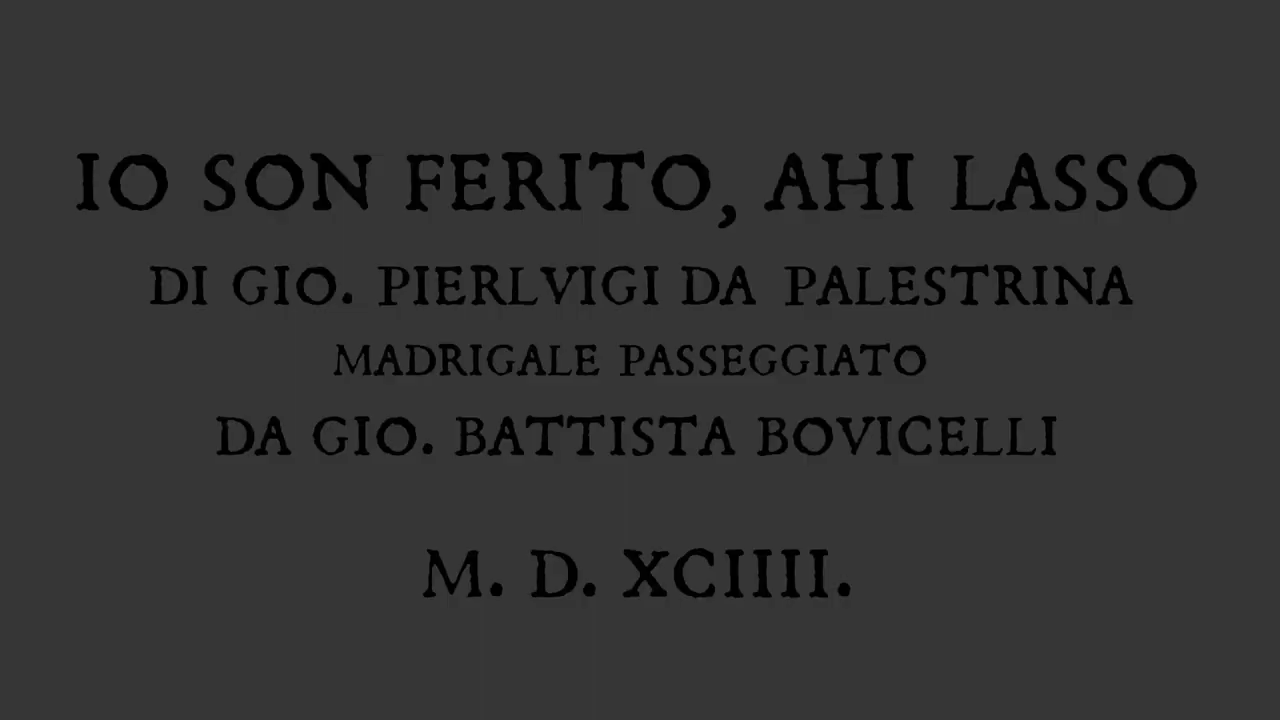 IO SON FERITO, AHI LASSO
DI GIO. PIERLVIGI DA PALESTRINA
MADRIGALE PASSEGGIATO
DA GIO. BATTISTA BOVICELLI
M. D. XCIIII.